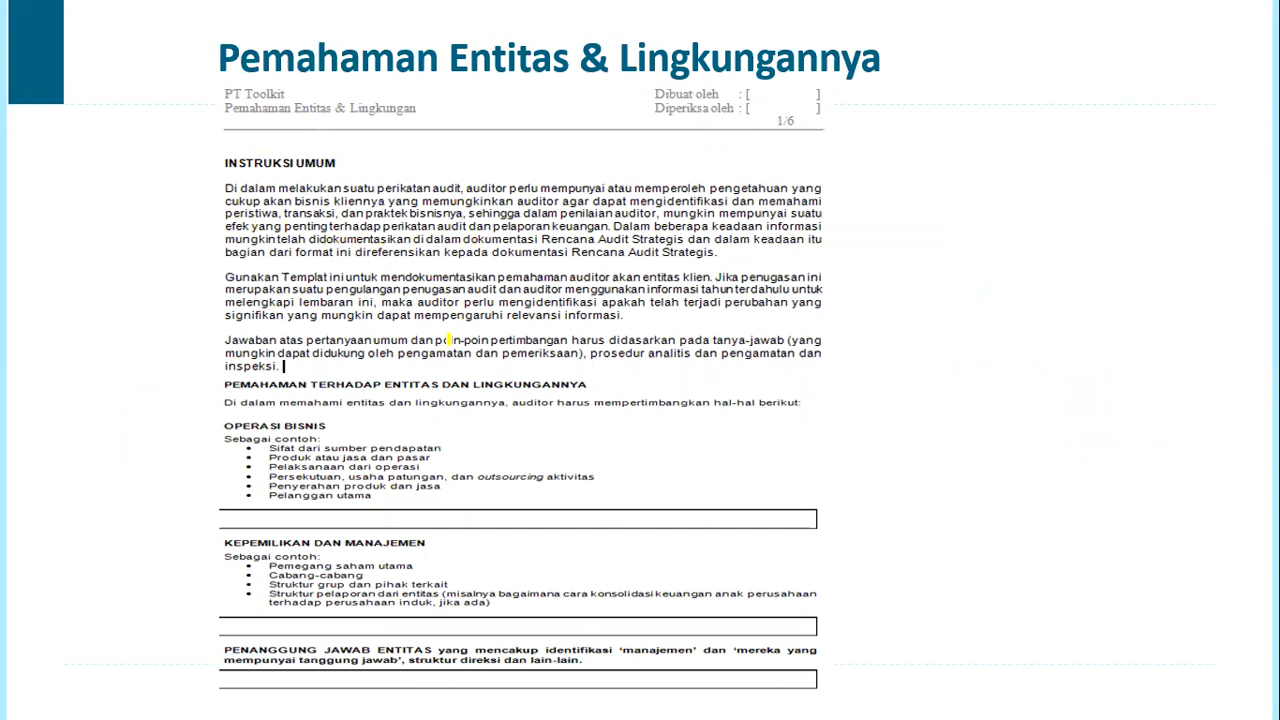 Pemahaman Entitas & Lingkungannya
PT Toolkit
Pemahaman Entitas & Lingkungan
Dibuat oleh : [ ]
Diperiksa oleh : [ ]
1/6
INSTRUKSI UMUM
Di dalam melakukan suatu perikatan audit, auditor perlu mempunyai atau memperoleh pengetahuan yang
cukup akan bisnis kliennya yang memungkinkan auditor agar dapat mengidentifikasi dan memahami
peristiwa, transaksi, dan praktek bisnisnya, sehingga dalam penilaian auditor, mungkin mempunyai suatu
efek yang penting terhadap perikatan audit dan pelaporan keuangan. Dalam beberapa keadaan informasi
mungkin telah didokumentasikan di dalam dokumentasi Rencana Audit Strategis dan dalam keadaan itu
bagian dari format ini direferensikan kepada dokumentasi Rencana Audit Strategis.
Gunakan Templat ini untuk mendokumentasikan pemahaman auditor akan entitas klien. Jika penugasan ini
merupakan suatu pengulangan penugasan audit dan auditor menggunakan informasi tahun terdahulu untuk
melengkapi lembaran ini, maka auditor perlu mengidentifikasi apakah telah terjadi perubahan yang
signifikan yang mungkin dapat mempengaruhi relevansi informasi.
Jawaban atas pertanyaan umum dan poin-poin pertimbangan harus didasarkan pada tanya-jawab (yang
mungkin dapat didukung oleh pengamatan dan pemeriksaan), prosedur analitis dan pengamatan dan
inspeksi.
PEMAHAMAN TERHADAP ENTITAS DAN LINGKUNGANNYA
Di dalam memahami entitas dan lingkungannya, auditor harus mempertimbangkan hal-hal berikut:
OPERASI BISNIS
Sebagai contoh:
• Sifat dari sumber pendapatan
• Produk atau jasa dan pasar
• Pelaksanaan dari operasi
• Persekutuan, usaha patungan, dan outsourcing aktivitas
• Penyerahan produk dan jasa
• Pelanggan utama
KEPEMILIKAN DAN MANAJEMEN
Sebagai contoh:
• Pemegang saham utama
• Cabang-cabang
• Struktur grup dan pihak terkait
• Struktur pelaporan dari entitas (misalnya bagaimana cara konsolidasi keuangan anak perusahaan
terhadap perusahaan induk, jika ada)
PENANGGUNG JAWAB ENTITAS yang mencakup identifikasi ‘manajemen’ dan ‘mereka yang
mempunyai tanggung jawab’, struktur direksi dan lain-lain.